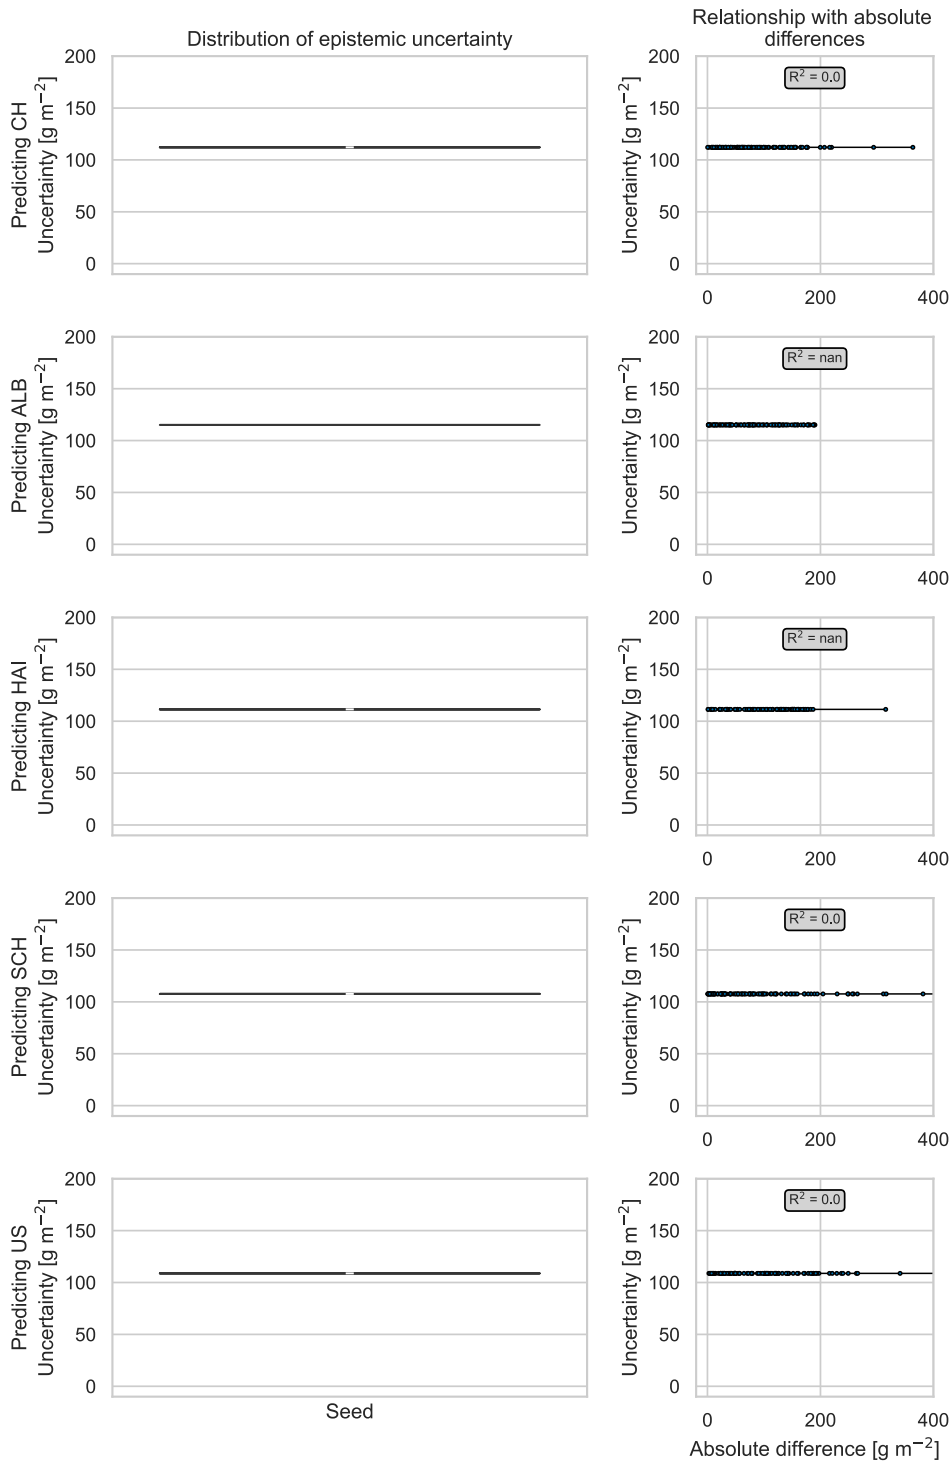 Distribution of epistemic uncertainty
Relationship with absolute
differences
Predicting CH
Uncertainty [g m⁻²]
200
150
100
50
0
Uncertainty [g m⁻²]
200
150
100
50
0
R² = 0.0
0 200 400
Predicting ALB
Uncertainty [g m⁻²]
200
150
100
50
0
Uncertainty [g m⁻²]
200
150
100
50
0
R² = nan
0 200 400
Predicting HAI
Uncertainty [g m⁻²]
200
150
100
50
0
Uncertainty [g m⁻²]
200
150
100
50
0
R² = nan
0 200 400
Predicting SCH
Uncertainty [g m⁻²]
200
150
100
50
0
Uncertainty [g m⁻²]
200
150
100
50
0
R² = 0.0
0 200 400
Predicting US
Uncertainty [g m⁻²]
200
150
100
50
0
Seed
Uncertainty [g m⁻²]
200
150
100
50
0
R² = 0.0
0 200 400
Absolute difference [g m⁻²]